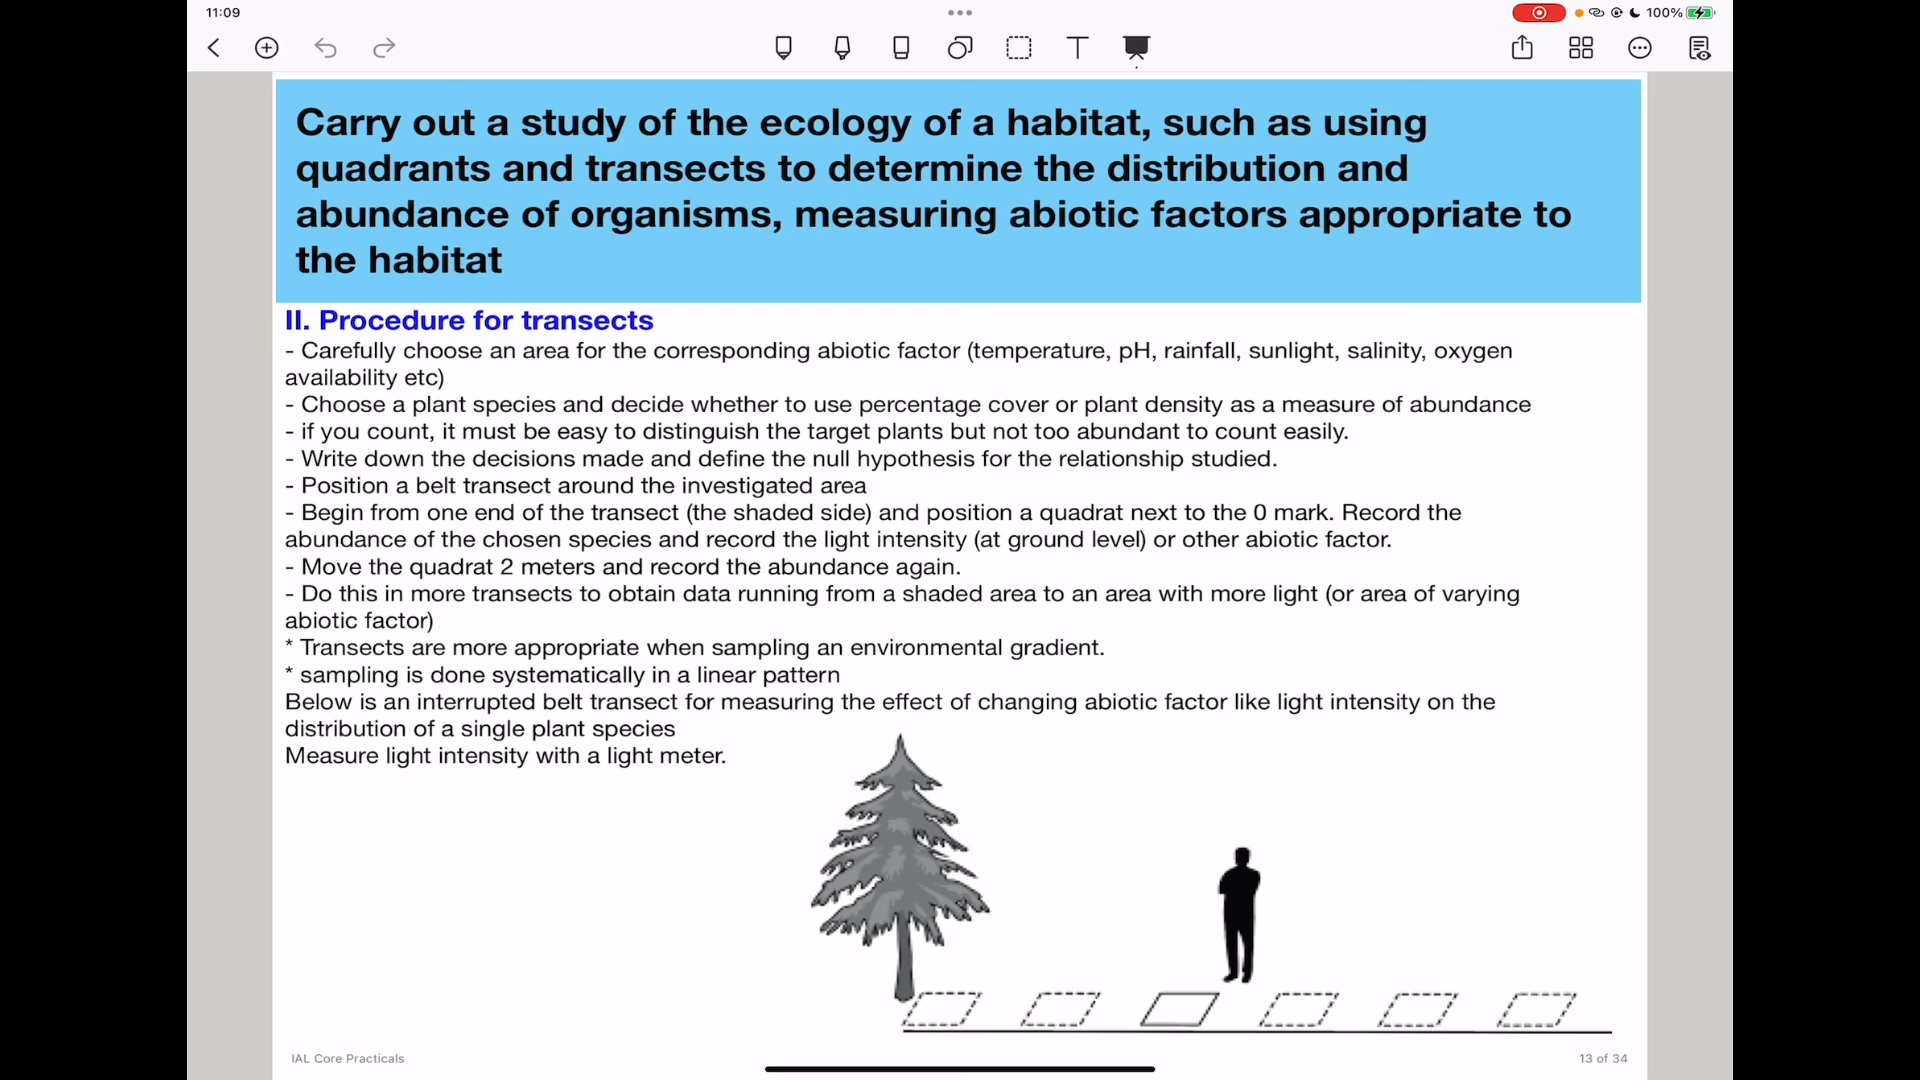 11:09
100%
Carry out a study of the ecology of a habitat, such as using
quadrants and transects to determine the distribution and
abundance of organisms, measuring abiotic factors appropriate to
the habitat
II. Procedure for transects
- Carefully choose an area for the corresponding abiotic factor (temperature, pH, rainfall, sunlight, salinity, oxygen
availability etc)
- Choose a plant species and decide whether to use percentage cover or plant density as a measure of abundance
- if you count, it must be easy to distinguish the target plants but not too abundant to count easily.
- Write down the decisions made and define the null hypothesis for the relationship studied.
- Position a belt transect around the investigated area
- Begin from one end of the transect (the shaded side) and position a quadrat next to the 0 mark. Record the
abundance of the chosen species and record the light intensity (at ground level) or other abiotic factor.
- Move the quadrat 2 meters and record the abundance again.
- Do this in more transects to obtain data running from a shaded area to an area with more light (or area of varying
abiotic factor)
* Transects are more appropriate when sampling an environmental gradient.
* sampling is done systematically in a linear pattern
Below is an interrupted belt transect for measuring the effect of changing abiotic factor like light intensity on the
distribution of a single plant species
Measure light intensity with a light meter.
IAL Core Practicals
13 of 34